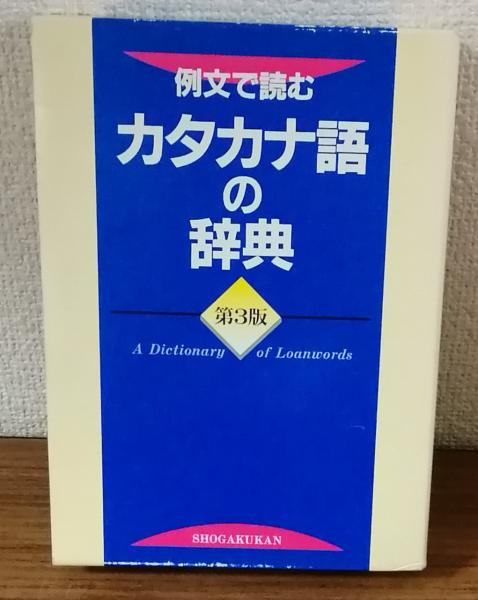 例文で読む
カタカナ語
の
辞典
第3版
A Dictionary of Loanwords
SHOGAKUKAN